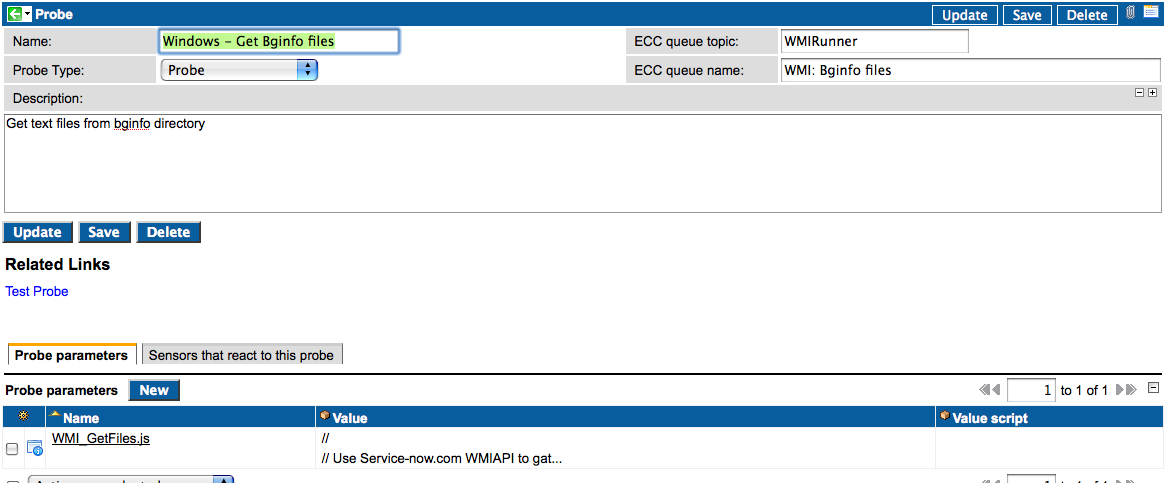 Probe Update Save Delete
Name: Windows – Get Bginfo files ECC queue topic: WMIRunner
Probe Type: Probe ECC queue name: WMI: Bginfo files
Description:
Get text files from bginfo directory
Update Save Delete
Related Links
Test Probe
Probe parameters Sensors that react to this probe
Probe parameters New 1 to 1 of 1
Name Value Value script
WMI_GetFiles.js //
// Use Service-now.com WMIAPI to gat...